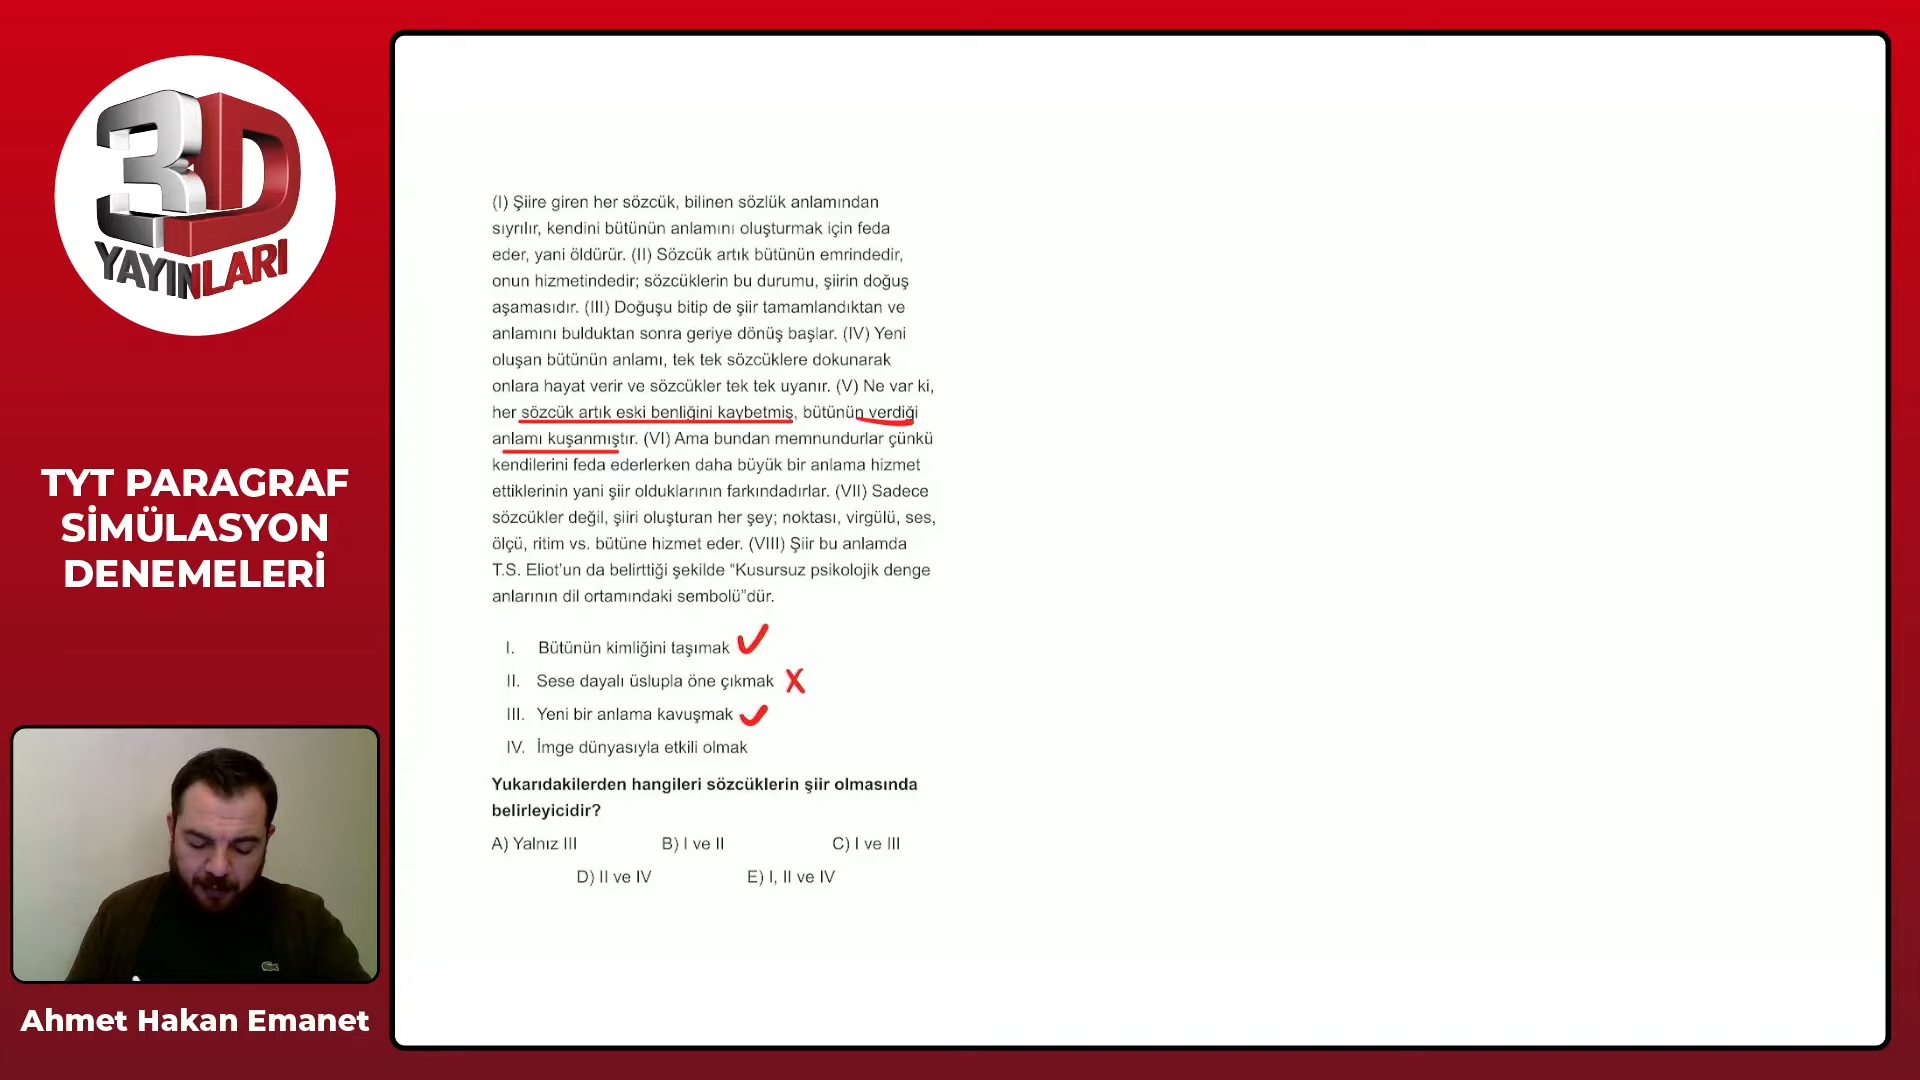 3D
YAYINLARI
TYT PARAGRAF
SİMÜLASYON
DENEMELERİ
Ahmet Hakan Emanet
(I) Şiire giren her sözcük, bilinen sözlük anlamından
sıyrılır, kendini bütünün anlamını oluşturmak için feda
eder, yani öldürür. (II) Sözcük artık bütünün emrindedir,
onun hizmetindedir; sözcüklerin bu durumu, şiirin doğuş
aşamasıdır. (III) Doğuşu bitip de şiir tamamlandıktan ve
anlamını bulduktan sonra geriye dönüş başlar. (IV) Yeni
oluşan bütünün anlamı, tek tek sözcüklere dokunarak
onlara hayat verir ve sözcükler tek tek uyanır. (V) Ne var ki,
her sözcük artık eski benliğini kaybetmiş, bütünün verdiği
anlamı kuşanmıştır. (VI) Ama bundan memnundurlar çünkü
kendilerini feda ederlerken daha büyük bir anlama hizmet
ettiklerinin yani şiir olduklarının farkındadırlar. (VII) Sadece
sözcükler değil, şiiri oluşturan her şey; noktası, virgülü, ses,
ölçü, ritim vs. bütüne hizmet eder. (VIII) Şiir bu anlamda
T.S. Eliot’un da belirttiği şekilde “Kusursuz psikolojik denge
anlarının dil ortamındaki sembolü”dür.
I. Bütünün kimliğini taşımak
II. Sese dayalı üslupla öne çıkmak
III. Yeni bir anlama kavuşmak
IV. İmge dünyasıyla etkili olmak
Yukarıdakilerden hangileri sözcüklerin şiir olmasında
belirleyicidir?
A) Yalnız III B) I ve II C) I ve III
D) II ve IV E) I, II ve IV